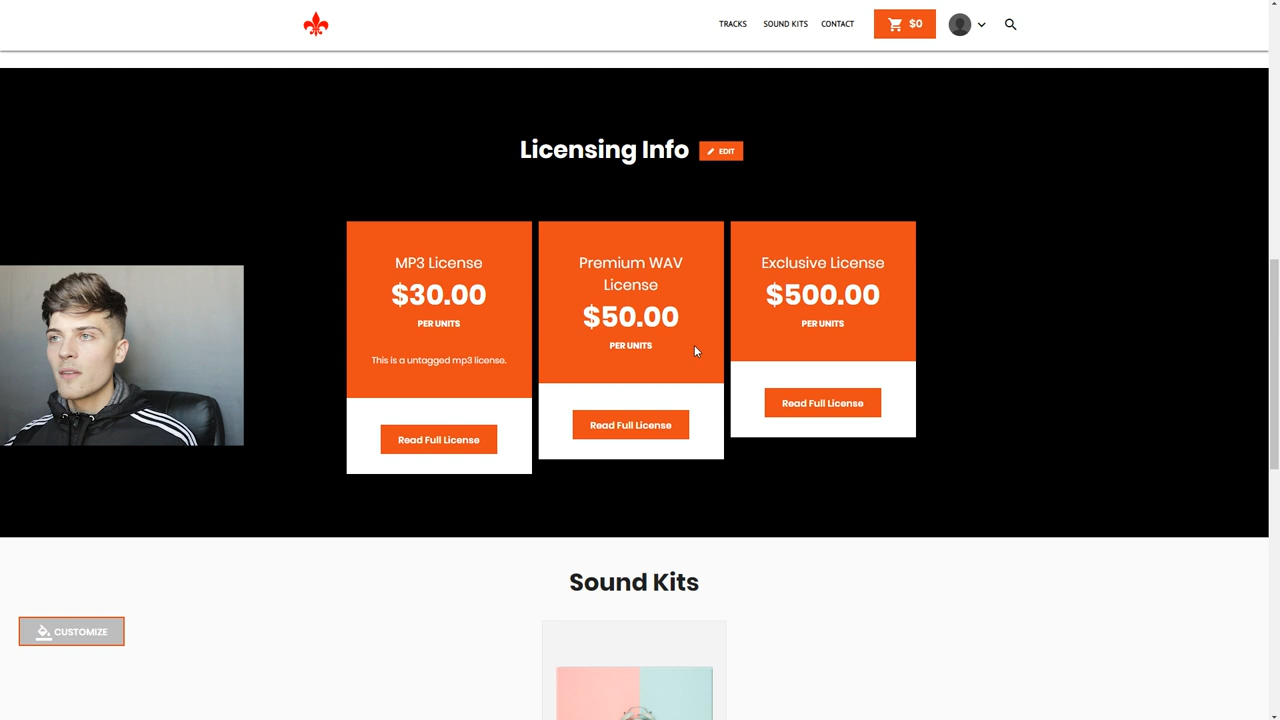 TRACKS
SOUND KITS
CONTACT
$0
Licensing Info
EDIT
MP3 License
$30.00
PER UNITS
This is a untagged mp3 license.
Read Full License
Premium WAV
License
$50.00
PER UNITS
Read Full License
Exclusive License
$500.00
PER UNITS
Read Full License
Sound Kits
CUSTOMIZE